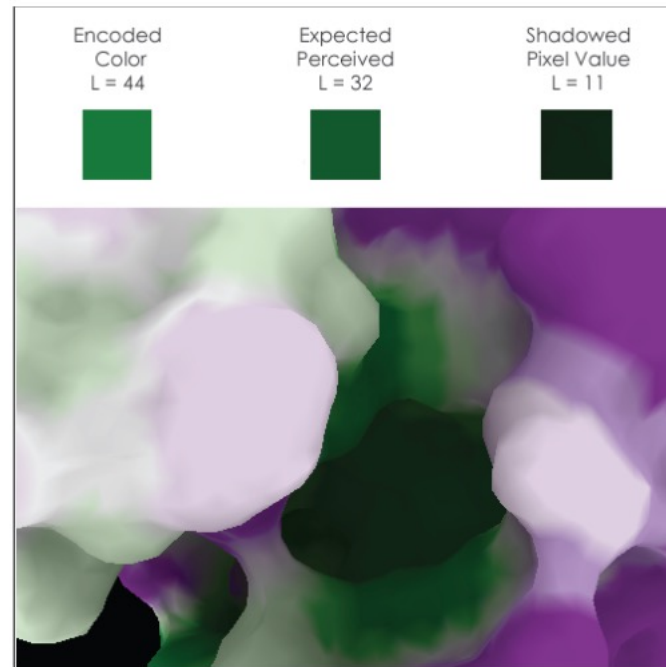 Encoded
Color
L = 44
Expected
Perceived
L = 32
Shadowed
Pixel Value
L = 11